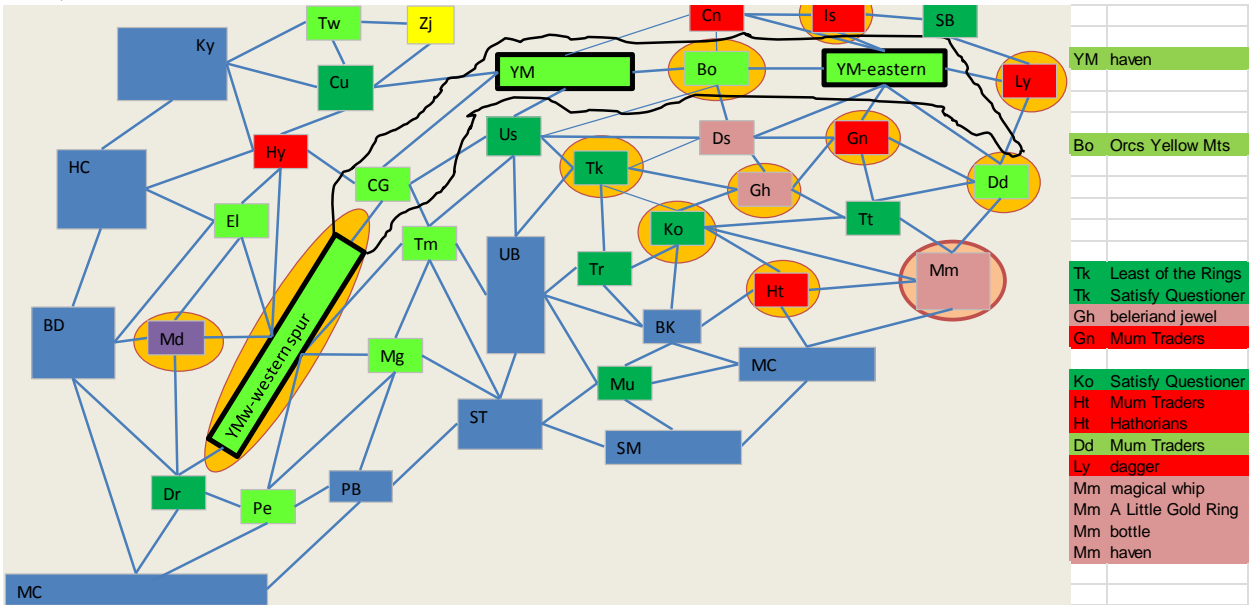 Cn
Is
SB
Tw
Zj
Ky
YM
Bo
YM-eastern
Ly
Cu
Us
Ds
Gn
HC
Hy
Tk
Gh
Dd
CG
El
Tm
Ko
Tt
UB
Tr
Mm
Ht
BD
Md
YMw-western spur
BK
Mg
MC
Mu
ST
SM
Dr
Pe
PB
MC
YM haven
Bo Orcs Yellow Mts
Tk Least of the Rings
Tk Satisfy Questioner
Gh beleriand jewel
Gn Mum Traders
Ko Satisfy Questioner
Ht Mum Traders
Ht Hathorians
Dd Mum Traders
Ly dagger
Mm magical whip
Mm A Little Gold Ring
Mm bottle
Mm haven